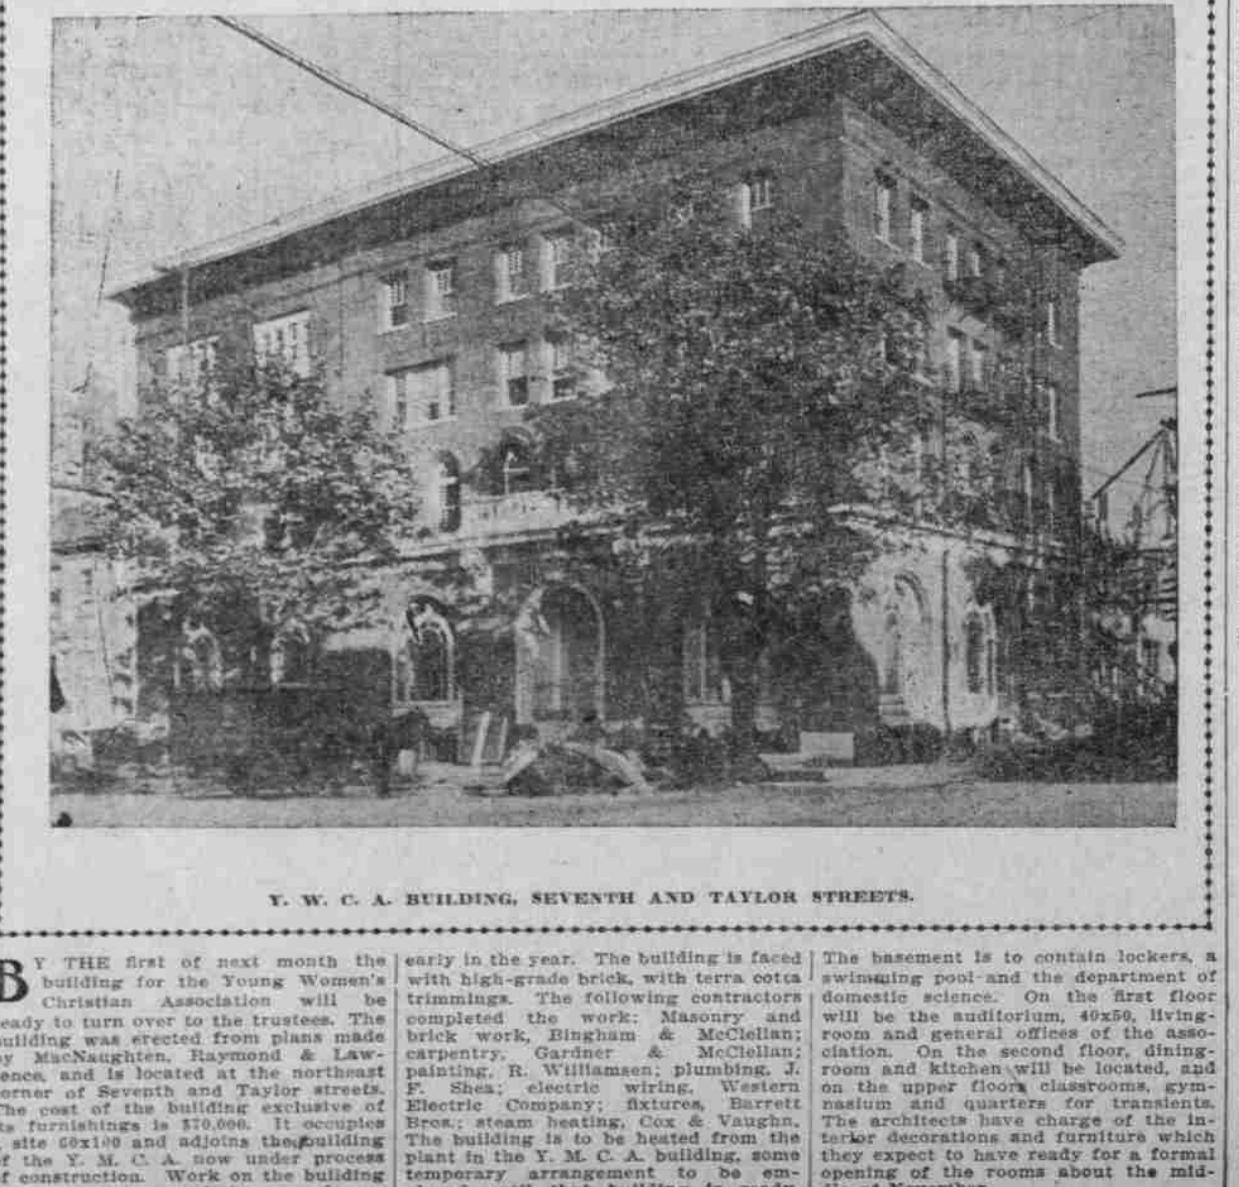 Y. W. C. A. BUILDING, SEVENTH AND TAYLOR STREETS.
BY THE first of next month the
building for the Young Women's
Christian Association will be
eady to turn over to the trustees. The
uilding was erected from plans made
y MacNaughten, Raymond & Law-
ence, and is located at the northeast
orner of Seventh and Taylor streets.
The cost of the building exclusive of
ts furnishings is $70,000. It occupies
site 60x100 and adjoins the building
f the Y. M. C. A. now under process
f construction. Work on the building
early in the year. The building is faced
with high-grade brick, with terra cotta
trimmings. The following contractors
completed the work: Masonry and
brick work, Bingham & McClellan;
carpentry, Gardner & McClellan;
painting, R. Williamsen; plumbing, J.
F. Shea; electric wiring, Western
Electric Company; fixtures, Barrett
Bros.; steam heating, Cox & Vaughn.
The building is to be heated from the
plant in the Y. M. C. A. building, some
temporary arrangement to be em-
The basement is to contain lockers, a
swimming pool and the department of
domestic science. On the first floor
will be the auditorium, 40x50, living-
room and general offices of the asso-
ciation. On the second floor, dining-
room and kitchen will be located, and
on the upper floors classrooms, gym-
nasium and quarters for transients.
The architects have charge of the in-
terior decorations and furniture which
they expect to have ready for a formal
opening of the rooms about the mid-